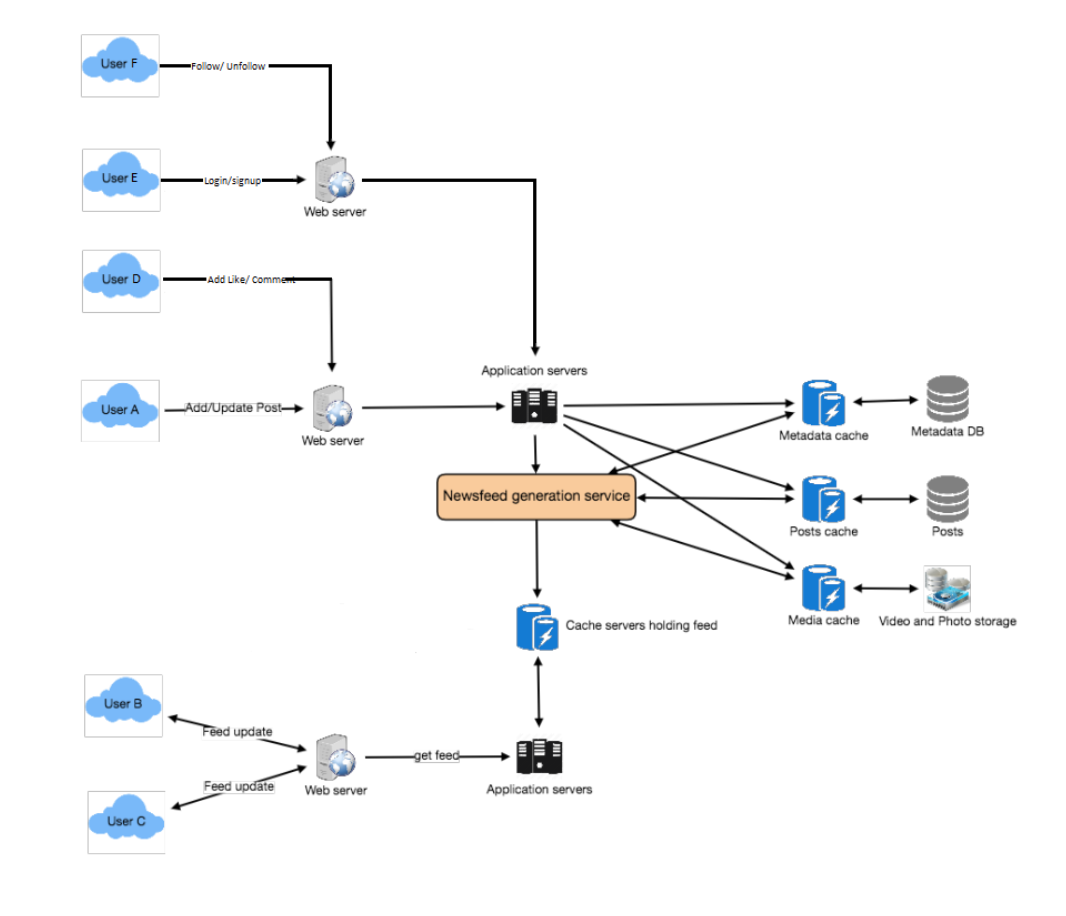 User F
Follow/ Unfollow
User E
Login/signup
Web server
User D
Add Like/ Comment
Application servers
User A
Add/Update Post
Web server
Metadata cache
Metadata DB
Newsfeed generation service
Posts cache
Posts
Cache servers holding feed
Media cache
Video and Photo storage
User B
Feed update
get feed
Feed update
Web server
Application servers
User C